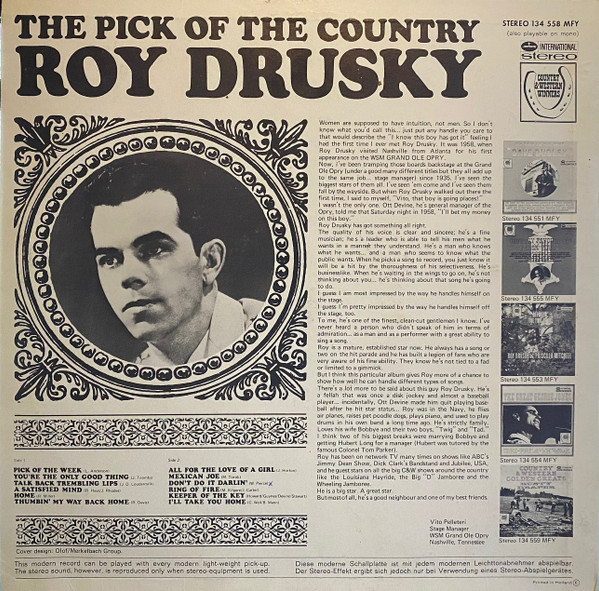 THE PICK OF THE COUNTRY
ROY DRUSKY
STEREO 134 558 MFY
(also playable on mono)
INTERNATIONAL
stereo
COUNTRY
& WESTERN
WINNERS
Women are supposed to have intuition, not men. So I don't
know what you'd call this... just put any handle you care to
that would describe the "I know this boy has got it" feeling I
had the first time I ever met Roy Drusky. It was 1958, when
Roy Drusky visited Nashville from Atlanta for his first
appearance on the WSM GRAND OLE OPRY.
Now, I've been tramping those boards backstage at the Grand
Ole Opry (under a good many different titles but they all add up
to the same job... stage manager) since 1935. I've seen the
biggest stars of them all. I've seen 'em come and I've seen them
fall by the wayside. But when Roy Drusky walked out there the
first time, I said to myself, "Vito, that boy is going places!"
I wasn't the only one. Ott Devine, he's general manager of the
Opry, told me that Saturday night in 1958, "I'll bet my money
on this boy."
Roy Drusky has got something all right.
The quality of his voice is clear and sincere; he's a fine
musician; he's a leader who is able to tell his men what he
wants in a manner they understand. He's a man who knows
what he wants... and a man who seems to know what the
public wants. When he picks a song to record, you just know it
will be a hit by the thoroughness of his selectiveness. He's
businesslike. When he's waiting in the wings to go on, he's not
thinking about you... he's thinking about that song he's going
to do.
I guess I am most impressed by the way he handles himself on
the stage.
I guess I'm pretty impressed by the way he handles himself off
the stage, too.
To me, he's one of the finest, clean-cut gentlemen I know. I've
never heard a person who didn't speak of him in terms of
admiration... as a man and as a performer with a great ability to
sing a song.
Roy is a mature, established star now. He always has a song or
two on the hit parade and he has built a legion of fans who are
very aware of his fine ability. They know he's not tied to a fad
or limited to a gimmick.
But I think this particular album gives Roy more of a chance to
show how well he can handle different types of songs.
There's a lot more to be said about this guy Roy Drusky. He's a
fellah that was once a disk jockey and almost a baseball
player... incidentally, Ott Devine made him quit playing base-
ball after he hit star status... Roy was in the Navy, he flies
air planes, raises pet poodle dogs, plays piano, and used to play
drums in his own band a long time ago. He's strictly family.
Loves his wife Bobbye and their two boys, "Twig" and "Tad."
I think two of his biggest breaks were marrying Bobbye and
getting Hubert Long for a manager (Hubert was tutored by the
famous Colonel Tom Parker).
Roy has been on network TV many times on shows like ABC's
Jimmy Dean Show, Dick Clark's Bandstand and Jubilee, USA,
and he guest stars on all the big C&W shows around the country
like the Louisiana Hayride, the Big "D" Jamboree and the
Wheeling Jamboree.
He is a big star. A great star.
But most of all, he's a good neighbour and one of my best friends.
Vito Pelletieri
Stage Manager
WSM Grand Ole Opry
Nashville, Tennessee
Stereo 134 551 MFY
Stereo 134 555 MFY
Stereo 134 553 MFY
Stereo 134 554 MFY
COUNTRY &
WESTERN
GOLDEN GREATS
Stereo 134 559 MFY
Side 1
PICK OF THE WEEK
YOU'RE THE ONLY GOOD THING
TALK BACK TREMBLING LIPS
A SATISFIED MIND
HOME
THUMBIN' MY WAY BACK HOME
Side 2
ALL FOR THE LOVE OF A GIRL
MEXICAN JOE
DON'T DO IT DARLIN'
RING OF FIRE
KEEPER OF THE KEY
I'LL TAKE YOU HOME
Cover design: Olof/Merkelbach Group.
This modern record can be played with every modern light-weight pick-up.
The stereo sound, however, is reproduced only when stereo-equipment is used.
Diese moderne Schallplatte ist mit jedem modernen Leichttonabnehmer abspielbar.
Der Stereo-Effekt ergibt sich jedoch nur bei Verwendung eines Stereo-Abspielgerätes.
Printed in Holland